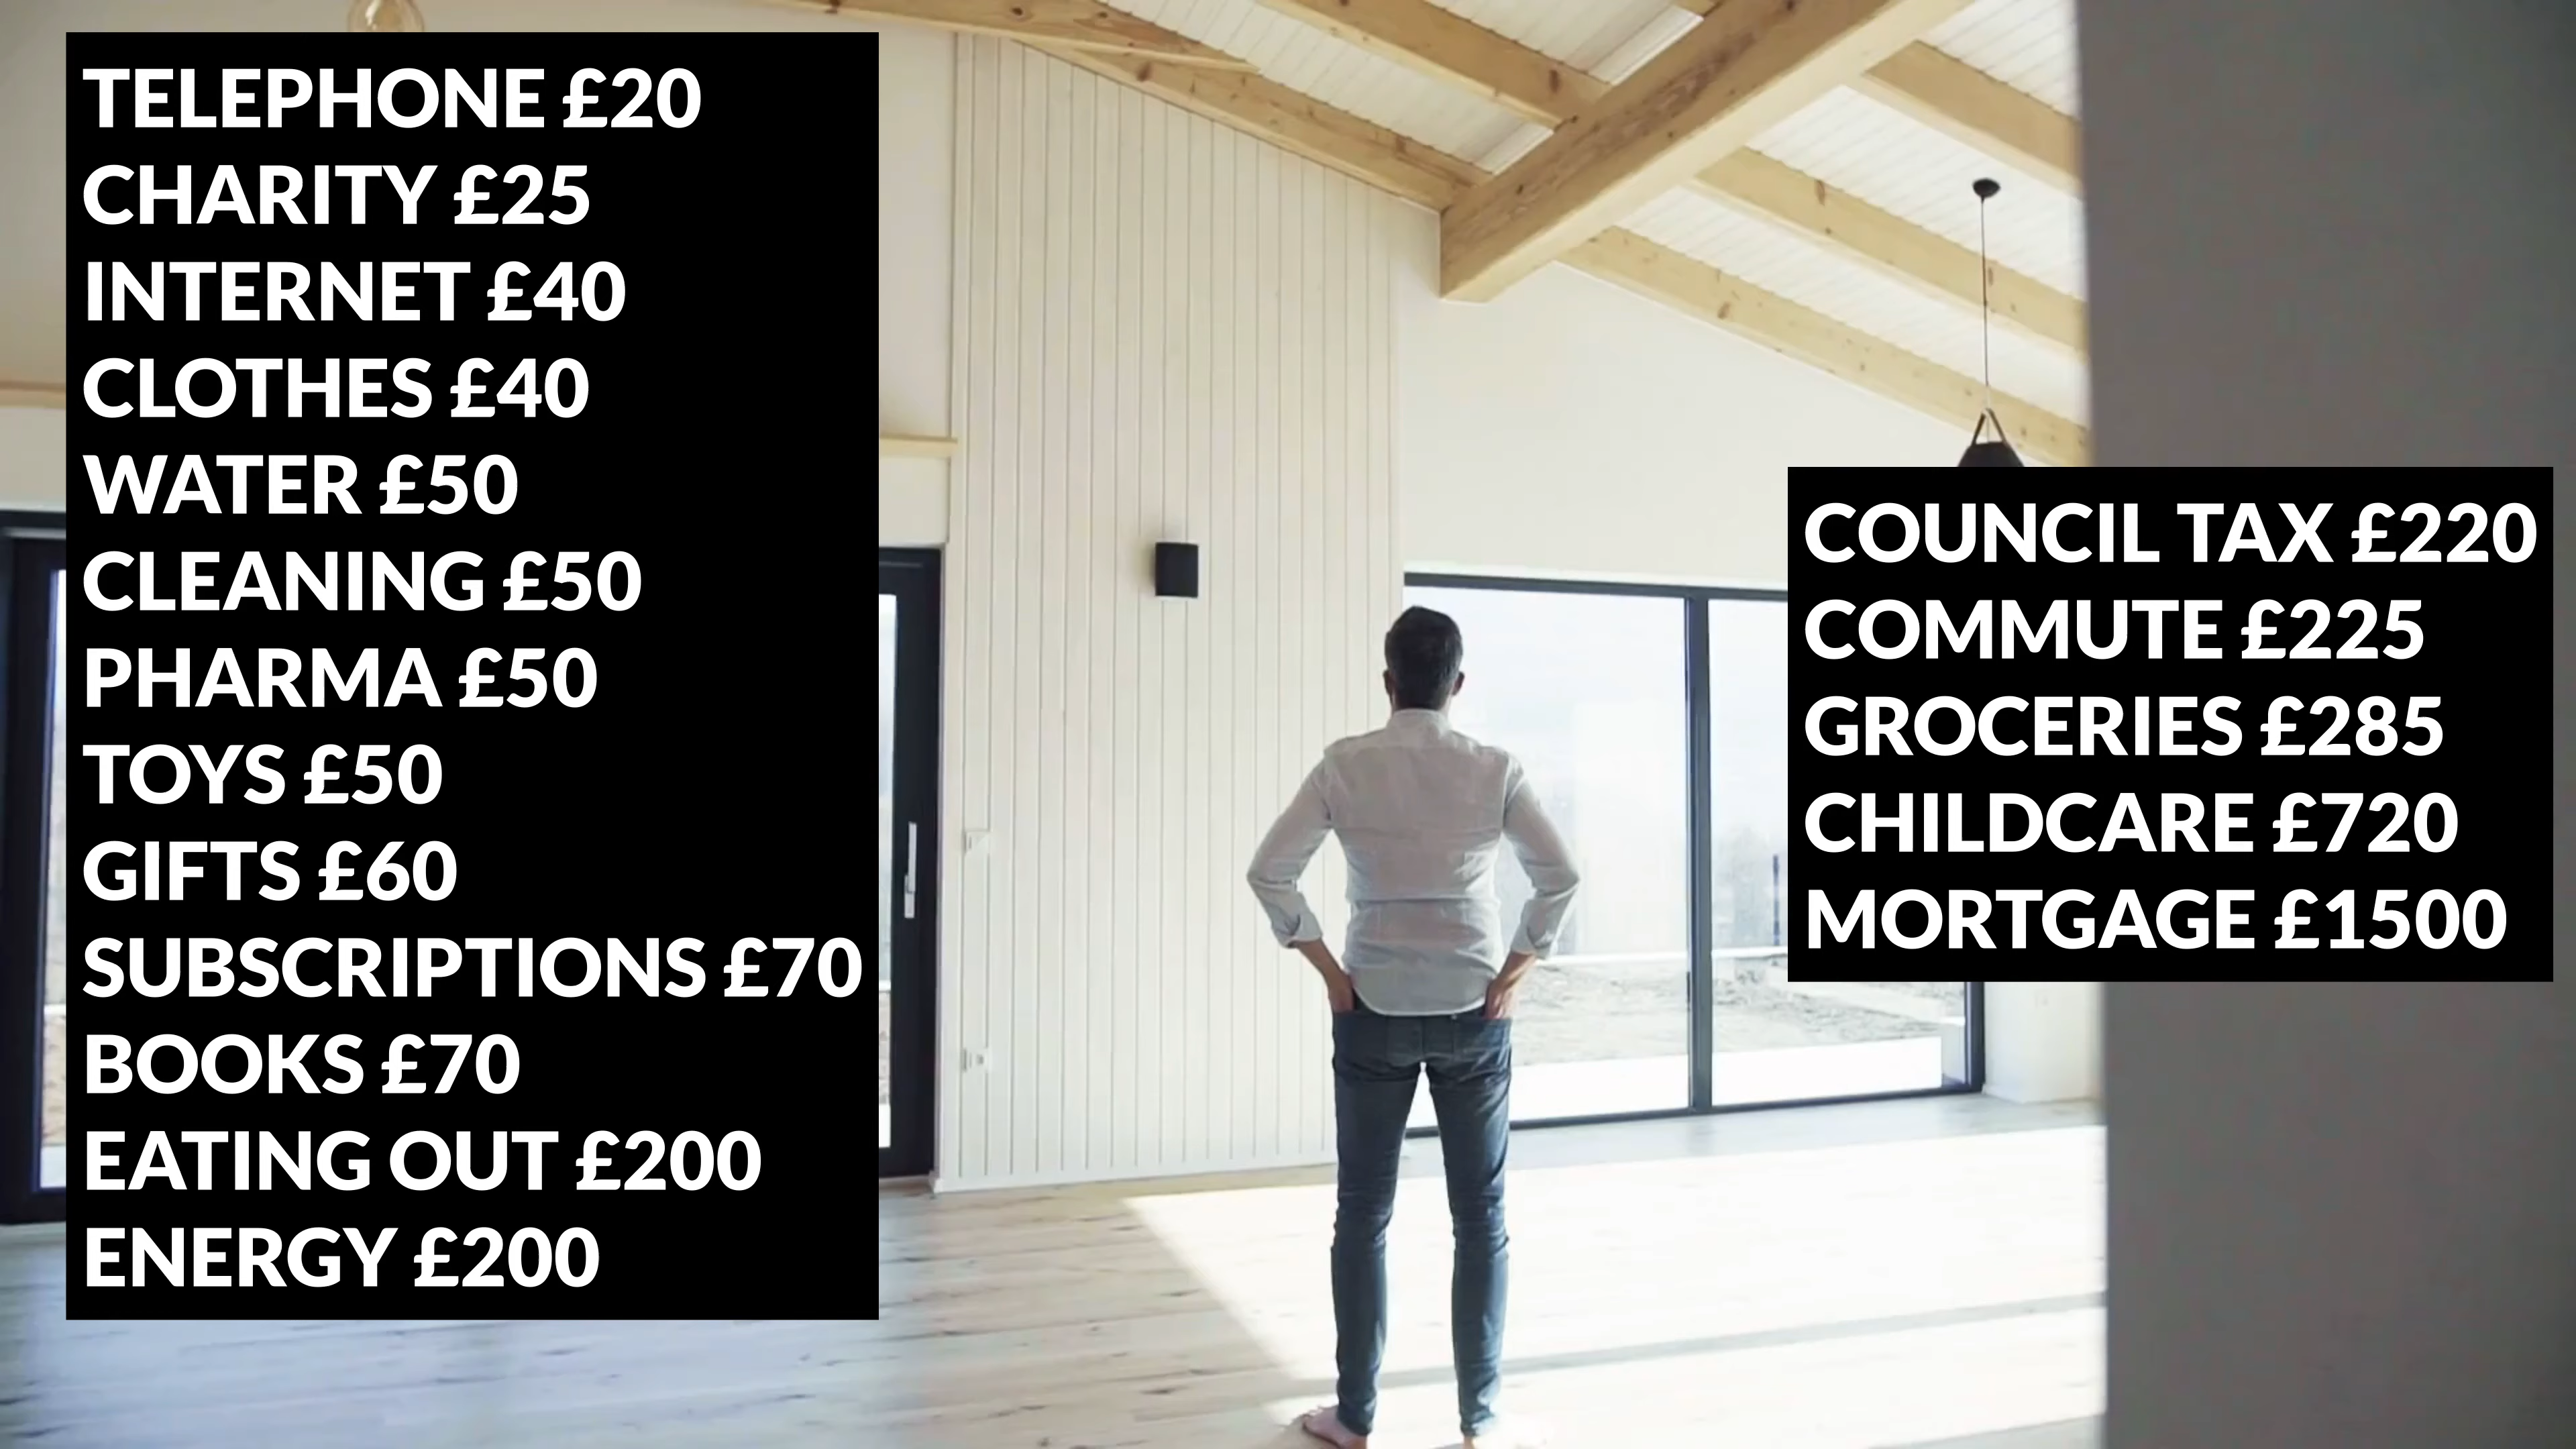 TELEPHONE £20
CHARITY £25
INTERNET £40
CLOTHES £40
WATER £50
CLEANING £50
PHARMA £50
TOYS £50
GIFTS £60
SUBSCRIPTIONS £70
BOOKS £70
EATING OUT £200
ENERGY £200
COUNCIL TAX £220
COMMUTE £225
GROCERIES £285
CHILDCARE £720
MORTGAGE £1500